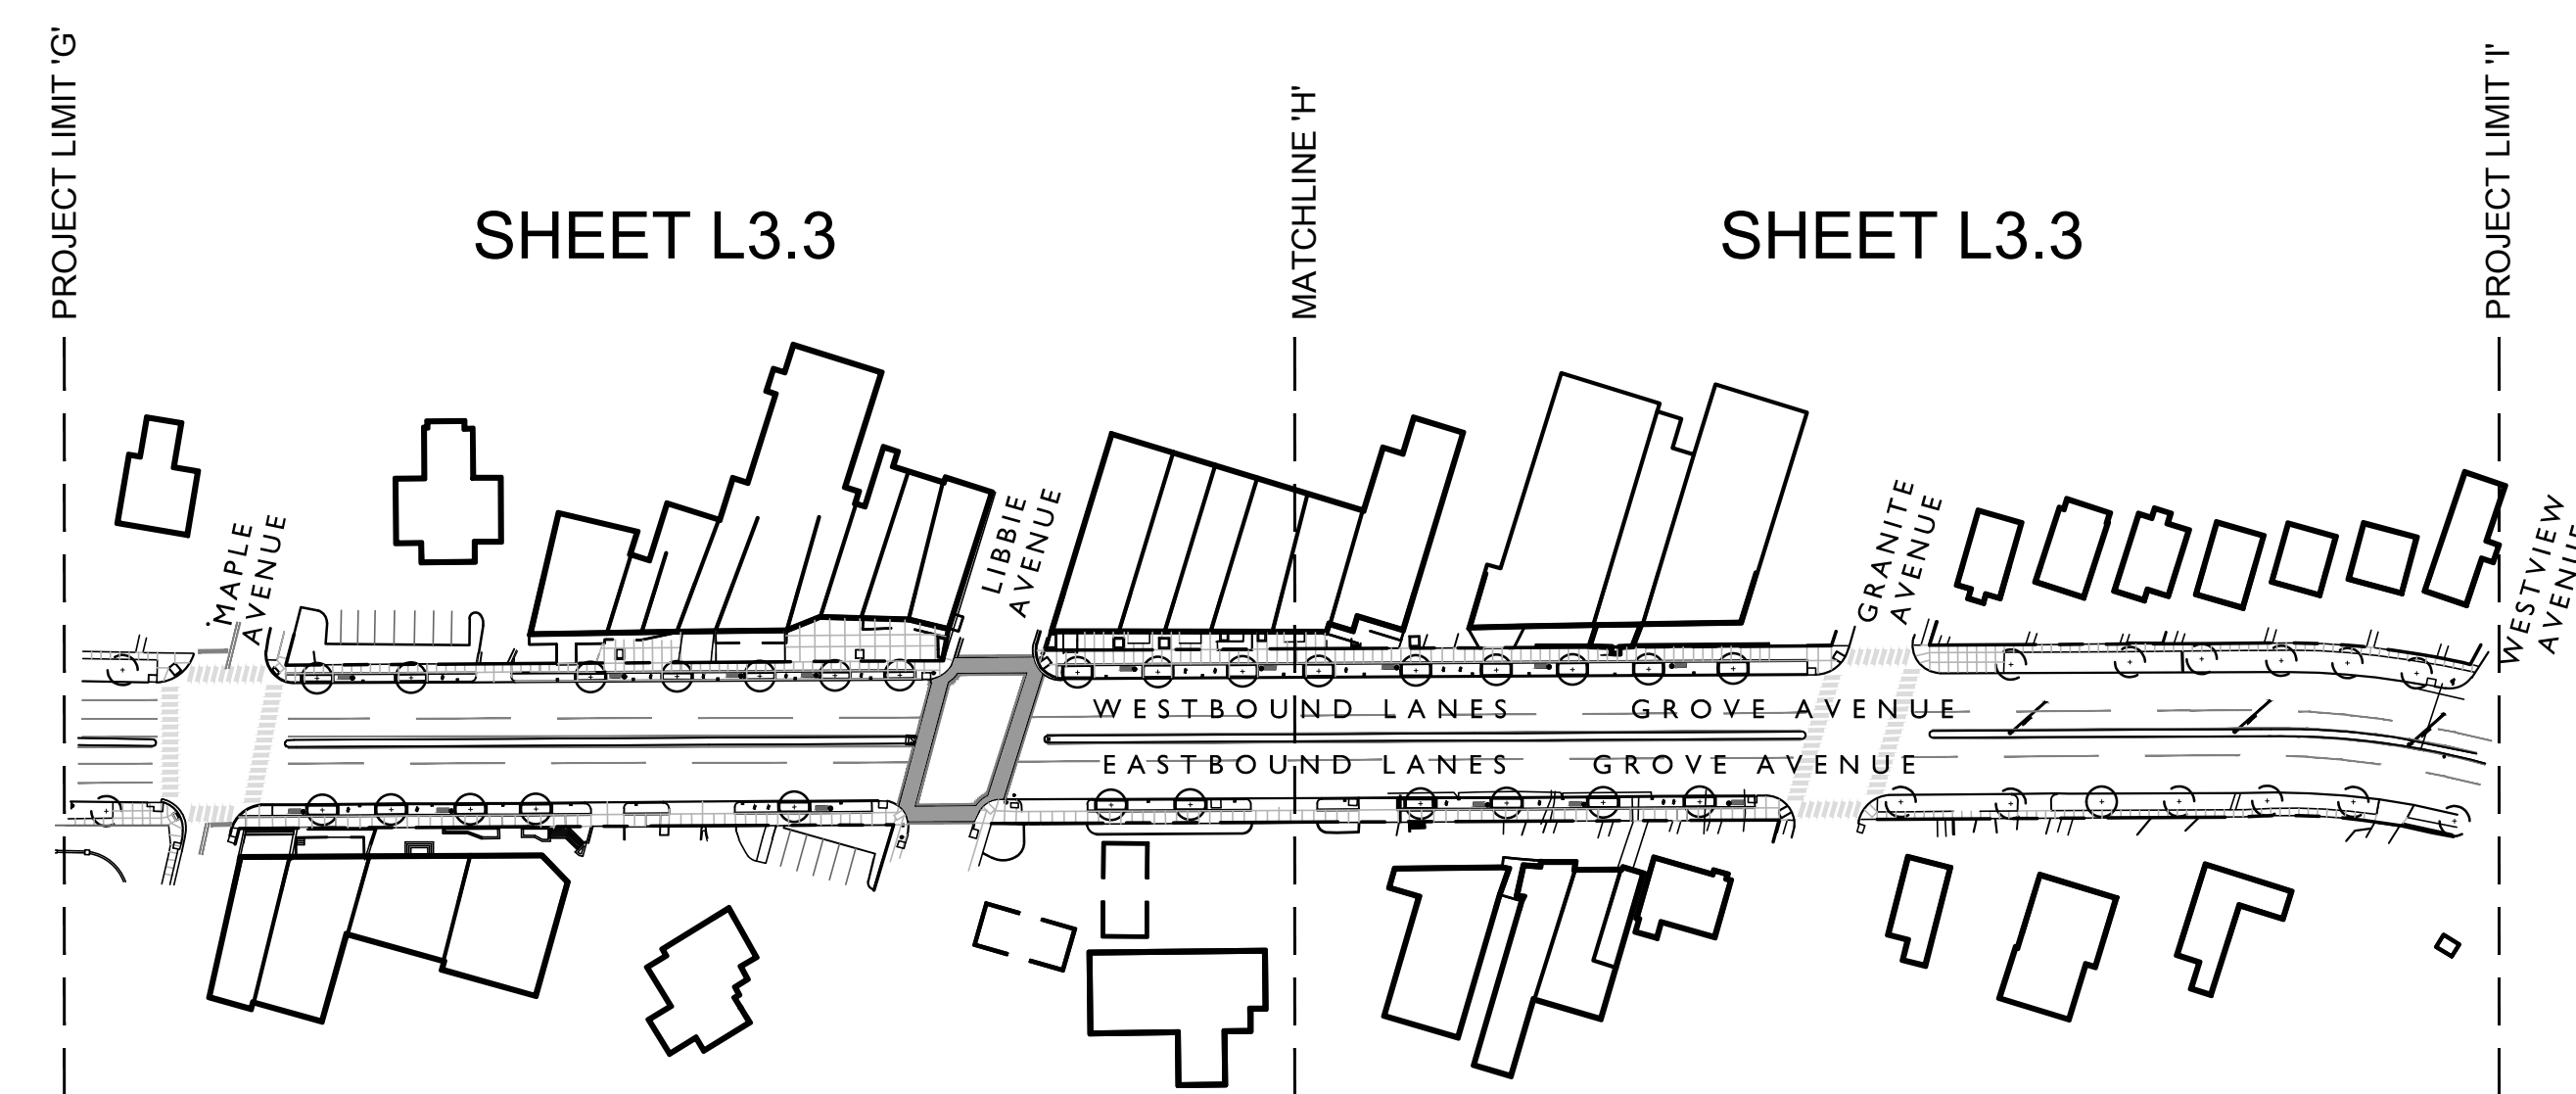 PROJECT LIMIT 'G'
MATCHLINE 'H'
PROJECT LIMIT 'I'
SHEET L3.3
SHEET L3.3
MAPLE
AVENUE
LIBBIE
AVENUE
GRANITE
AVENUE
WESTVIEW
AVENUE
WESTBOUND LANES GROVE AVENUE
EASTBOUND LANES GROVE AVENUE